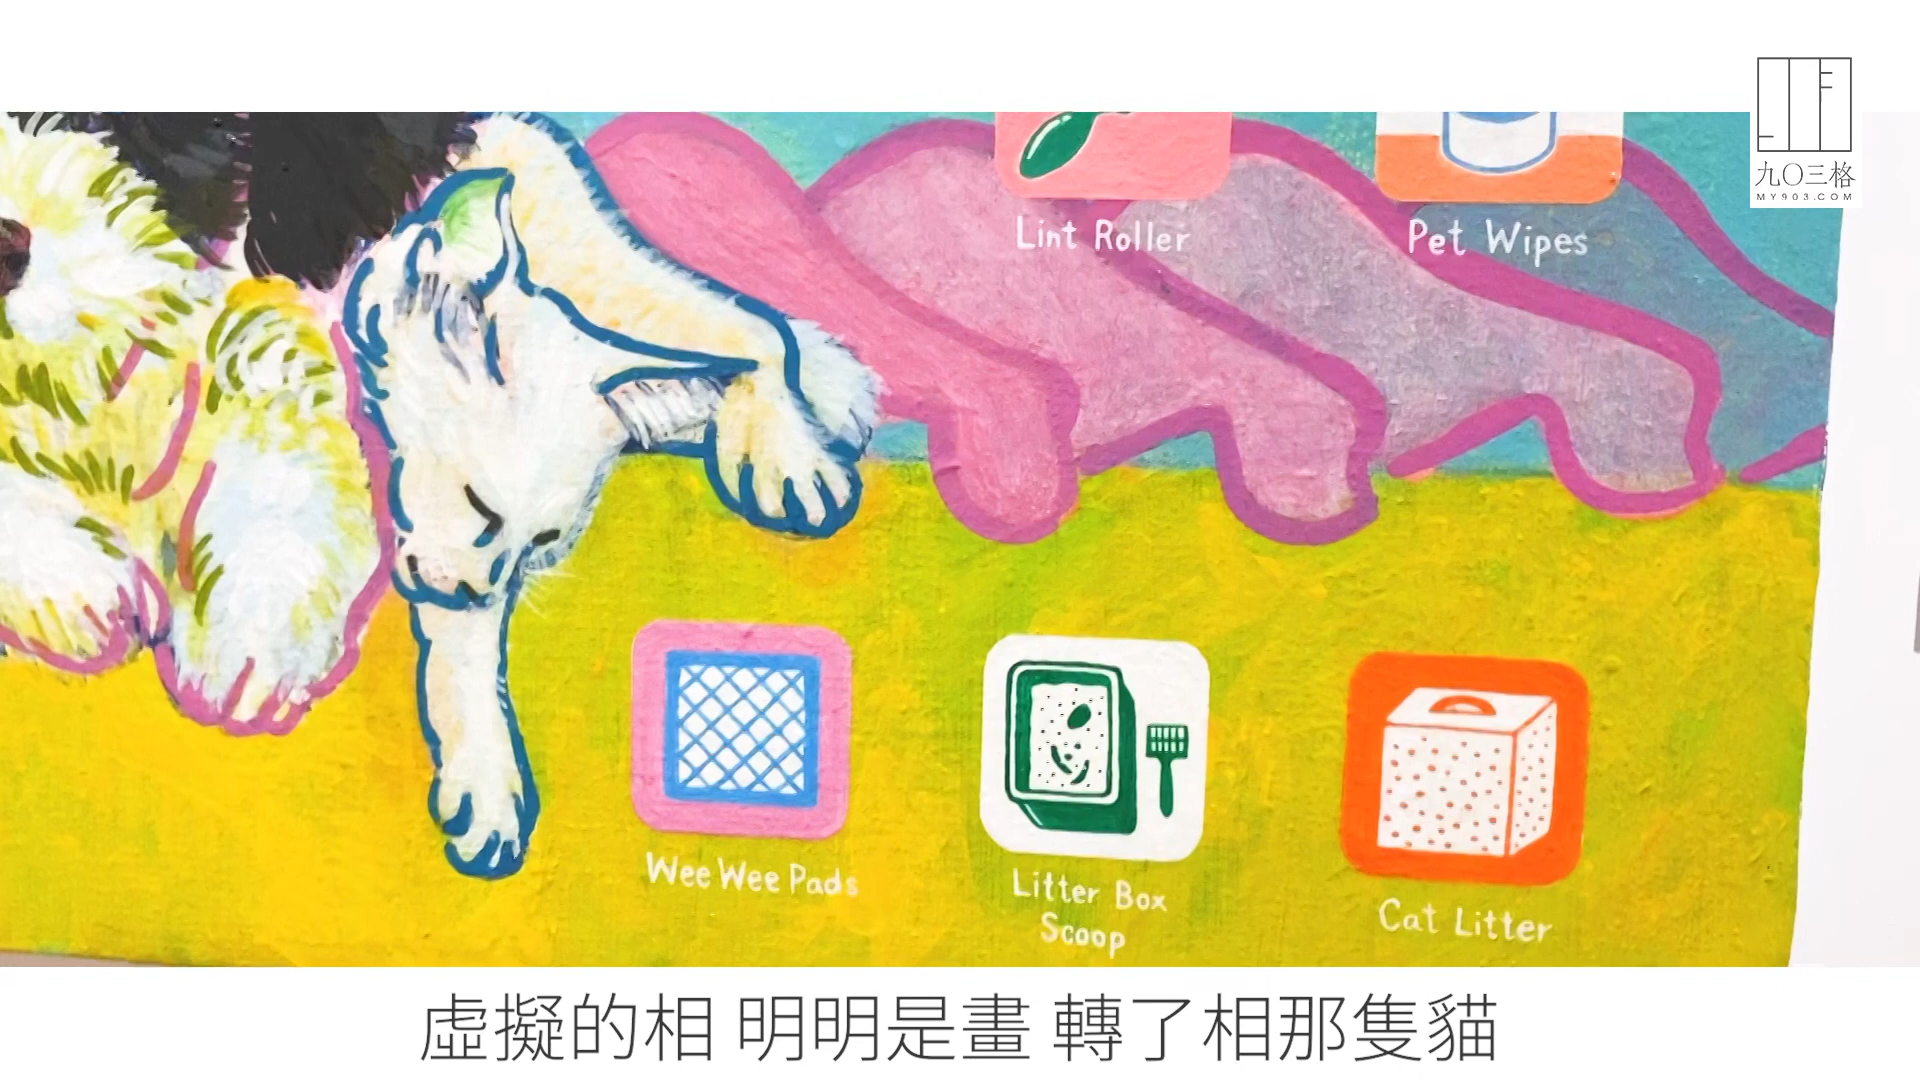 九〇三格
MY903.COM
Lint Roller
Pet Wipes
Wee Wee Pads
Litter Box
Scoop
Cat Litter
虛擬的相 明明是畫 轉了相那隻貓